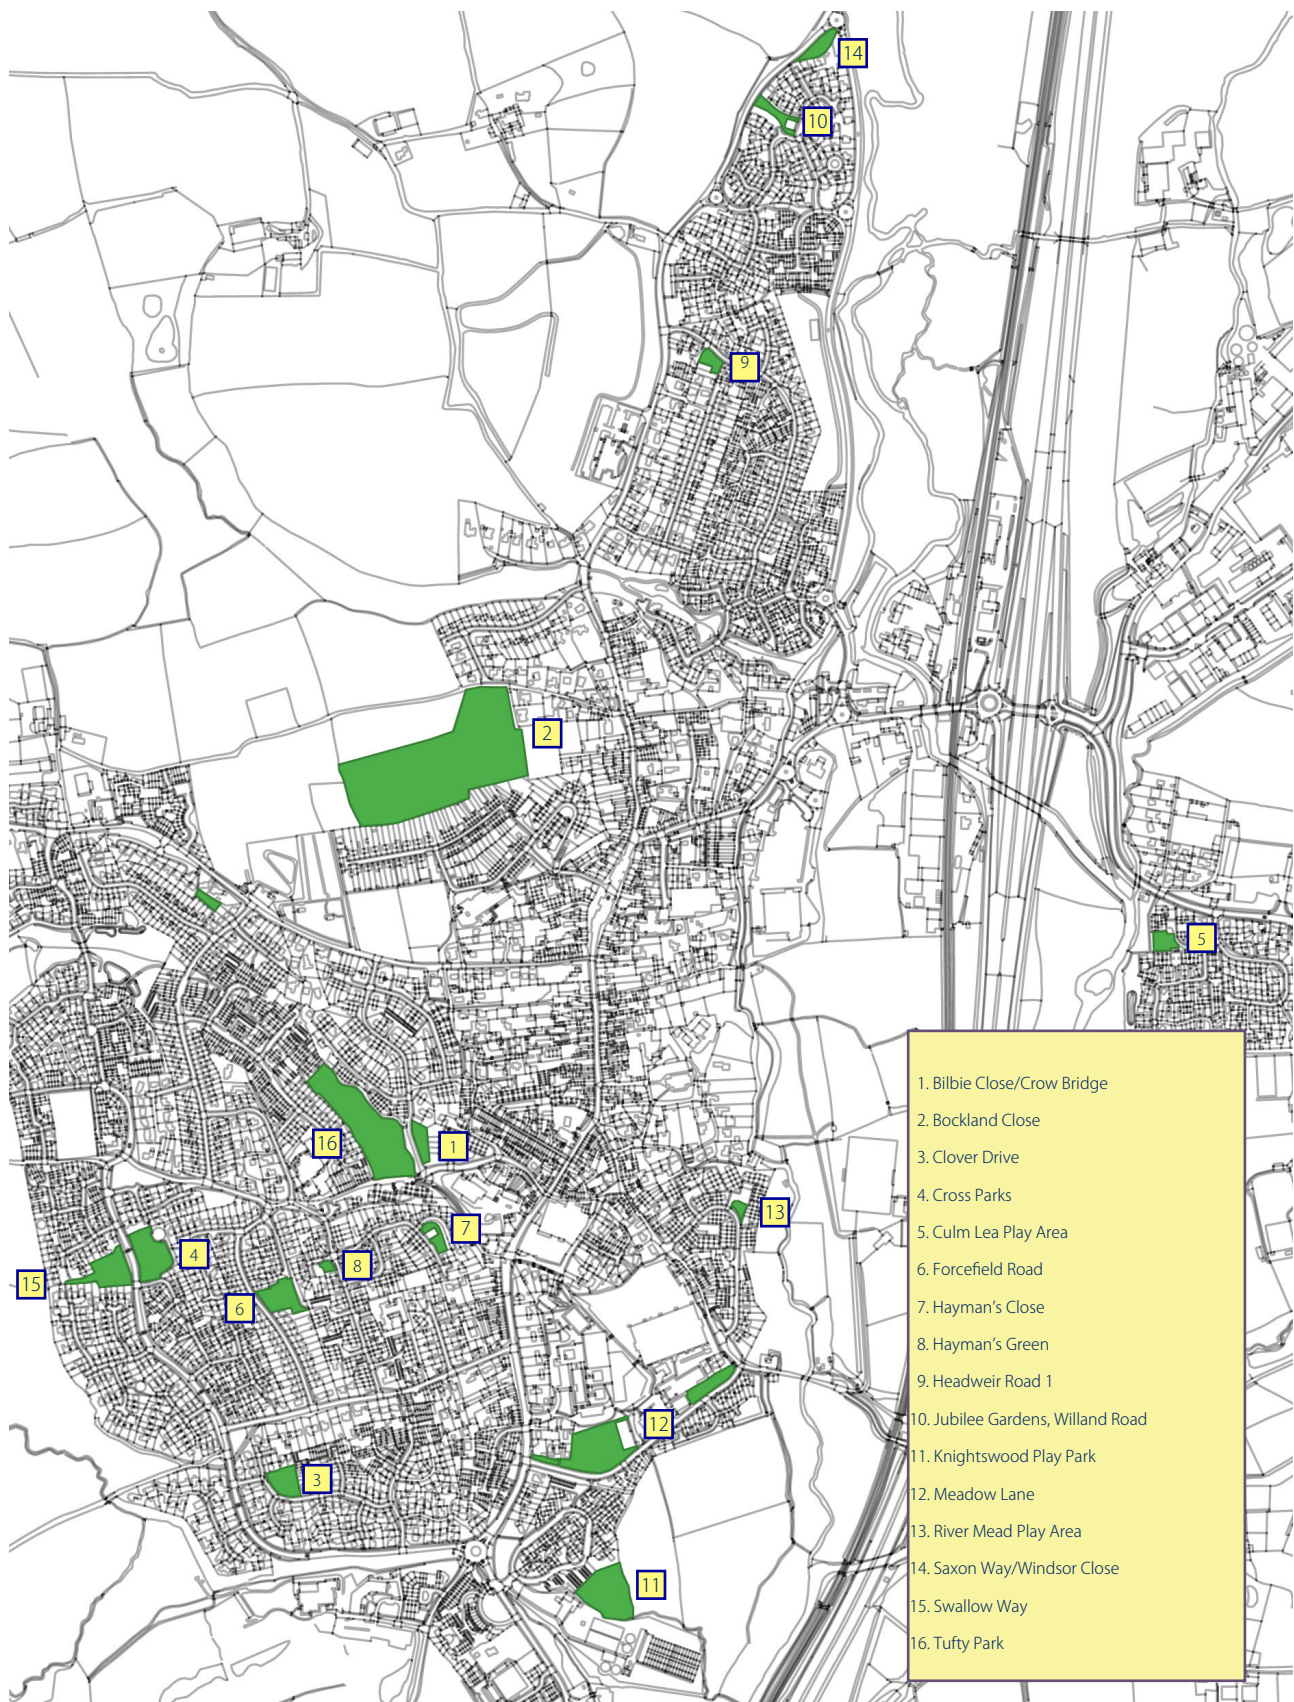 14
10
9
2
5
16
1
13
7
4
8
15
6
12
3
11
1. Bilbie Close/Crow Bridge
2. Bockland Close
3. Clover Drive
4. Cross Parks
5. Culm Lea Play Area
6. Forcefield Road
7. Hayman’s Close
8. Hayman’s Green
9. Headweir Road 1
10. Jubilee Gardens, Willand Road
11. Knightswood Play Park
12. Meadow Lane
13. River Mead Play Area
14. Saxon Way/Windsor Close
15. Swallow Way
16. Tufty Park